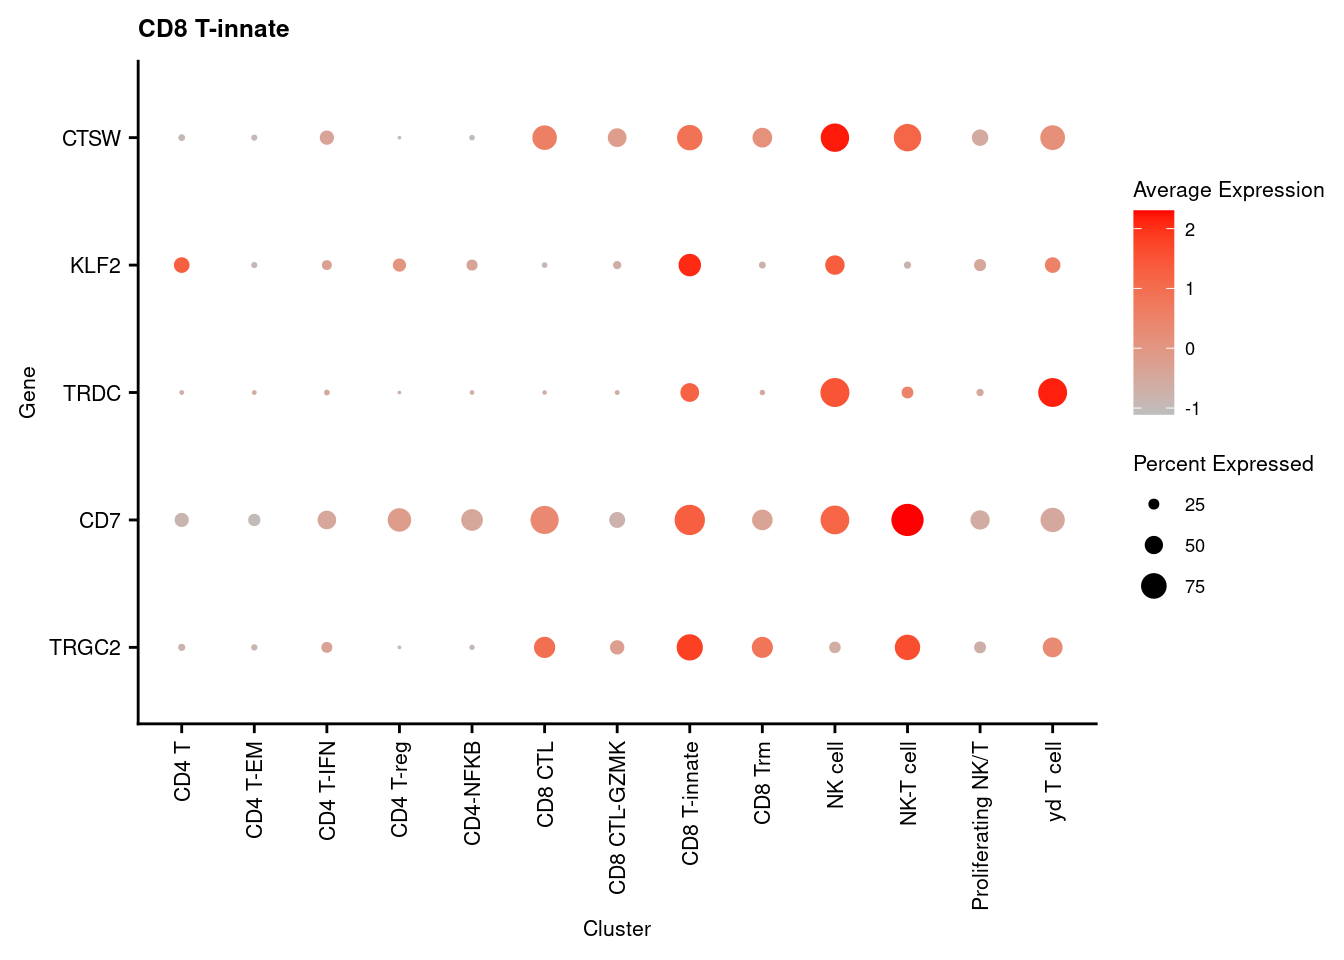 CD8 T-innate
CTSW
KLF2
TRDC
CD7
TRGC2
Gene
CD4 T
CD4 T-EM
CD4 T-IFN
CD4 T-reg
CD4-NFKB
CD8 CTL
CD8 CTL-GZMK
CD8 T-innate
CD8 Trm
NK cell
NK-T cell
Proliferating NK/T
yd T cell
Cluster
Average Expression
2
1
0
-1
Percent Expressed
25
50
75